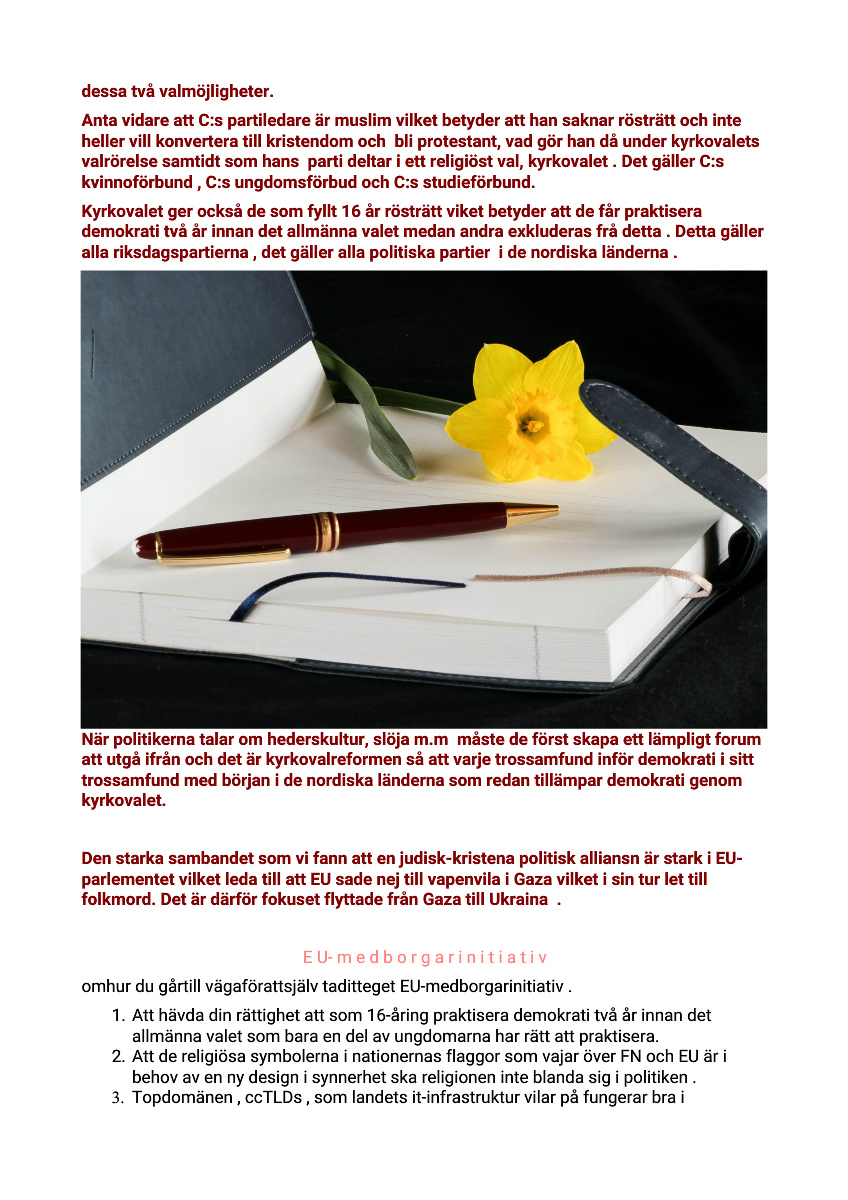 dessa två valmöjligheter.
Anta vidare att C:s partiledare är muslim vilket betyder att han saknar rösträtt och inte
heller vill konvertera till kristendom och  bli protestant, vad gör han då under kyrkovalets
valrörelse samtidt som hans  parti deltar i ett religiöst val, kyrkovalet . Det gäller C:s
kvinnoförbund , C:s ungdomsförbud och C:s studieförbund.
Kyrkovalet ger också de som fyllt 16 år rösträtt viket betyder att de får praktisera
demokrati två år innan det allmänna valet medan andra exkluderas frå detta . Detta gäller
alla riksdagspartierna , det gäller alla politiska partier  i de nordiska länderna .
När politikerna talar om hederskultur, slöja m.m  måste de först skapa ett lämpligt forum
att utgå ifrån och det är kyrkovalreformen så att varje trossamfund inför demokrati i sitt
trossamfund med början i de nordiska länderna som redan tillämpar demokrati genom
kyrkovalet.
Den starka sambandet som vi fann att en judisk-kristena politisk alliansn är stark i EU-
parlementet vilket leda till att EU sade nej till vapenvila i Gaza vilket i sin tur let till
folkmord. Det är därför fokuset flyttade från Gaza till Ukraina  .
EU-medborgarinitiativ
omhur du gårtill vägaförattsjälv taditteget EU-medborgarinitiativ .
1. Att hävda din rättighet att som 16-åring praktisera demokrati två år innan det
allmänna valet som bara en del av ungdomarna har rätt att praktisera.
2. Att de religiösa symbolerna i nationernas flaggor som vajar över FN och EU är i
behov av en ny design i synnerhet ska religionen inte blanda sig i politiken .
3. Topdomänen , ccTLDs , som landets it-infrastruktur vilar på fungerar bra i